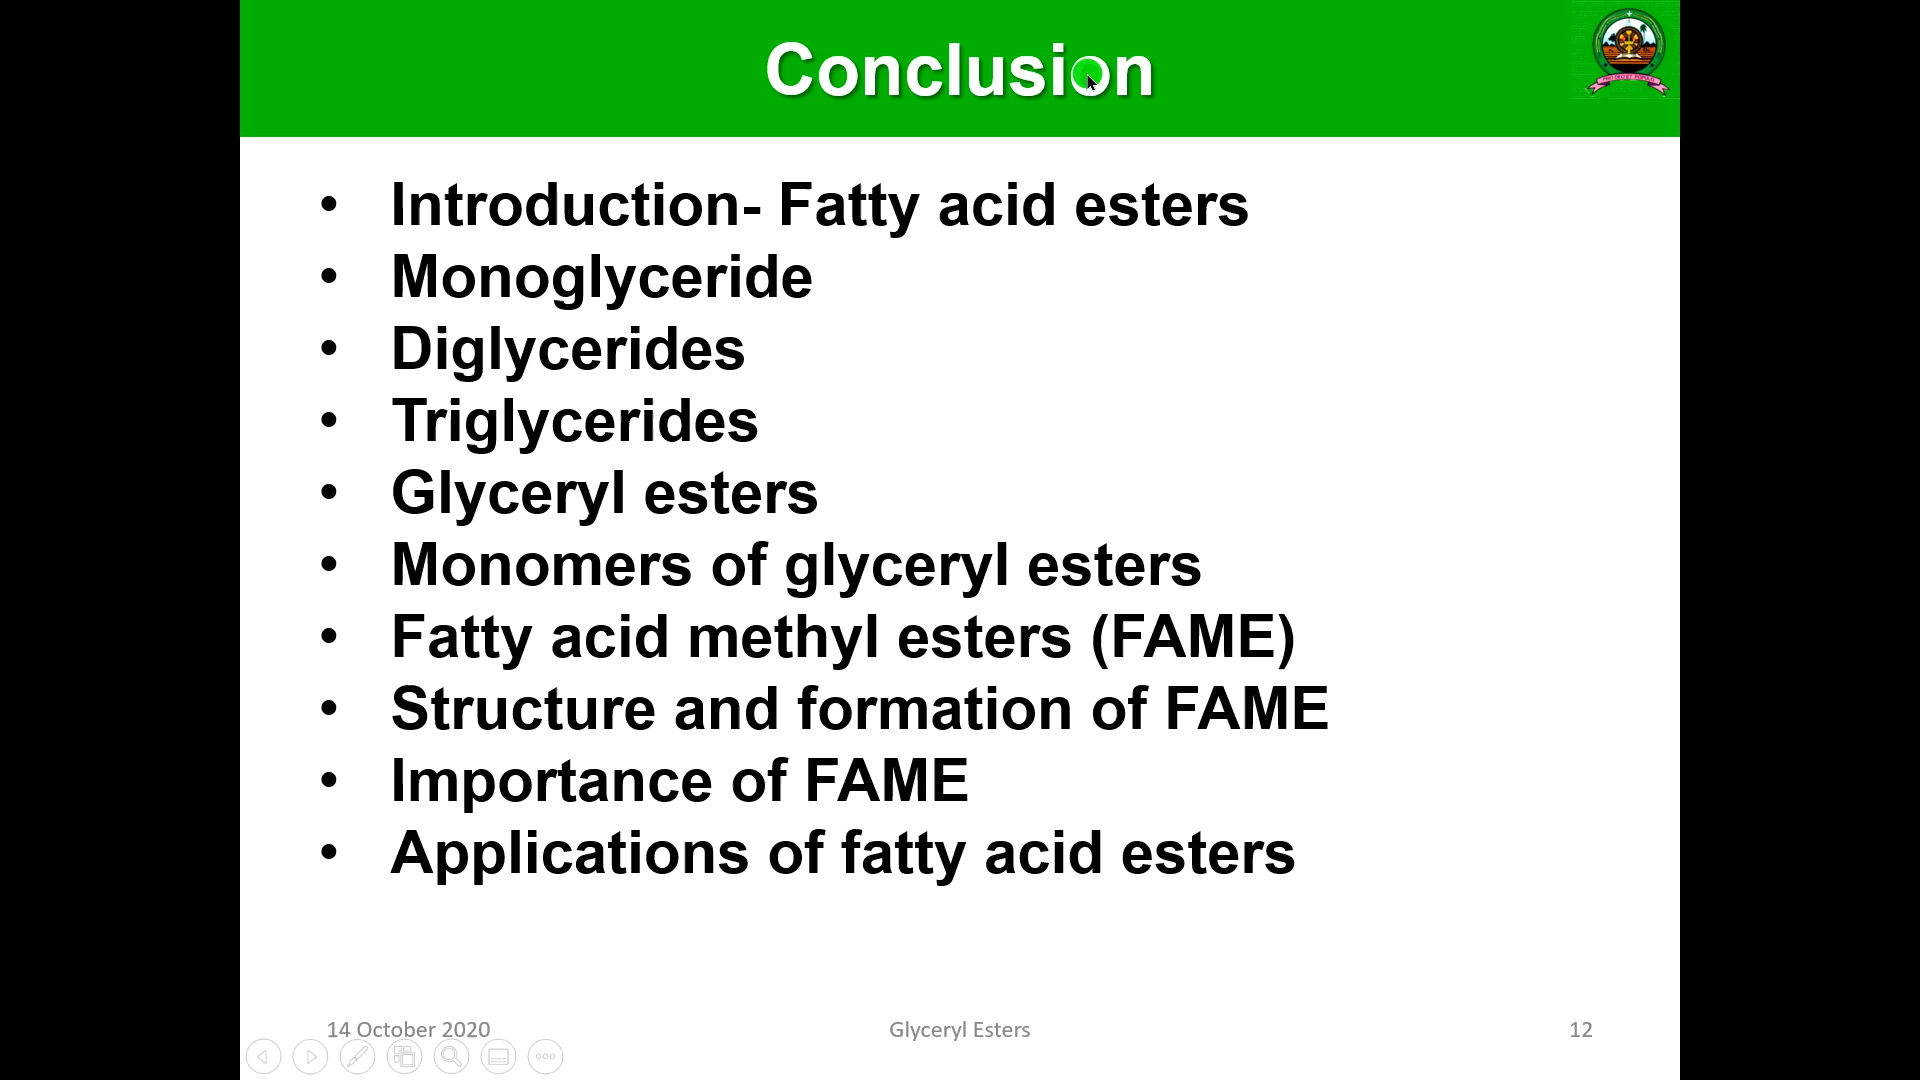 Conclusion
• Introduction- Fatty acid esters
• Monoglyceride
• Diglycerides
• Triglycerides
• Glyceryl esters
• Monomers of glyceryl esters
• Fatty acid methyl esters (FAME)
• Structure and formation of FAME
• Importance of FAME
• Applications of fatty acid esters
14 October 2020
Glyceryl Esters
12